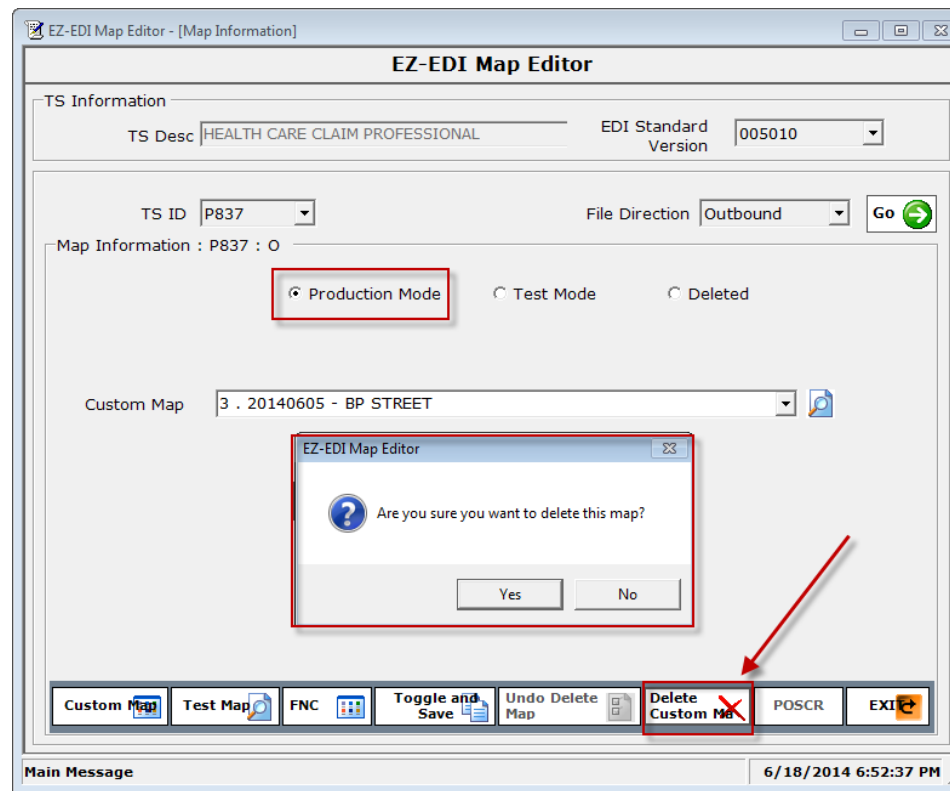 EZ-EDI Map Editor - [Map Information]
EZ-EDI Map Editor
TS Information
TS Desc HEALTH CARE CLAIM PROFESSIONAL
EDI Standard Version 005010
TS ID P837 File Direction Outbound Go
Map Information : P837 : O
Production Mode Test Mode Deleted
Custom Map 3 . 20140605 - BP STREET
EZ-EDI Map Editor
Are you sure you want to delete this map?
Yes No
Custom Map Test Map FNC Toggle and Save Undo Delete Map Delete Custom Ma POSCR EXIT
Main Message 6/18/2014 6:52:37 PM